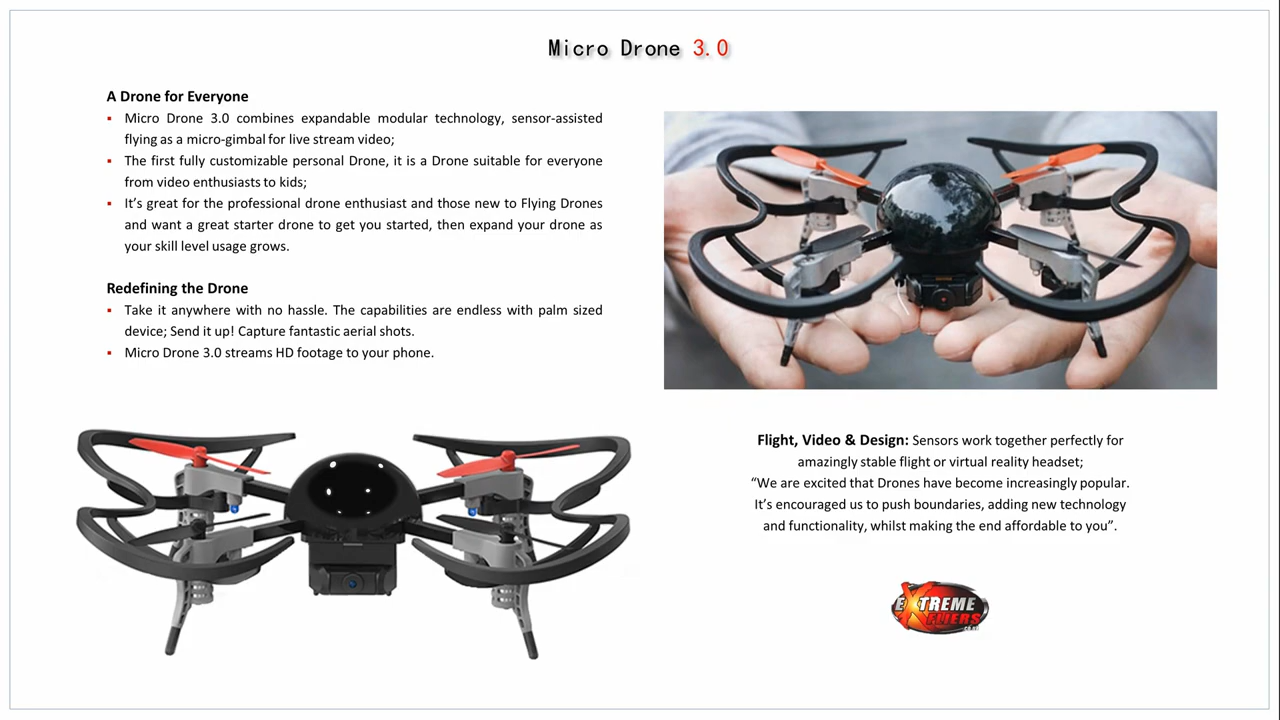 Micro Drone 3.0
A Drone for Everyone
▪ Micro Drone 3.0 combines expandable modular technology, sensor-assisted
flying as a micro-gimbal for live stream video;
▪ The first fully customizable personal Drone, it is a Drone suitable for everyone
from video enthusiasts to kids;
▪ It’s great for the professional drone enthusiast and those new to Flying Drones
and want a great starter drone to get you started, then expand your drone as
your skill level usage grows.
Redefining the Drone
▪ Take it anywhere with no hassle. The capabilities are endless with palm sized
device; Send it up! Capture fantastic aerial shots.
▪ Micro Drone 3.0 streams HD footage to your phone.
Flight, Video & Design: Sensors work together perfectly for
amazingly stable flight or virtual reality headset;
“We are excited that Drones have become increasingly popular.
It’s encouraged us to push boundaries, adding new technology
and functionality, whilst making the end affordable to you”.
EXTREME
FLIERS